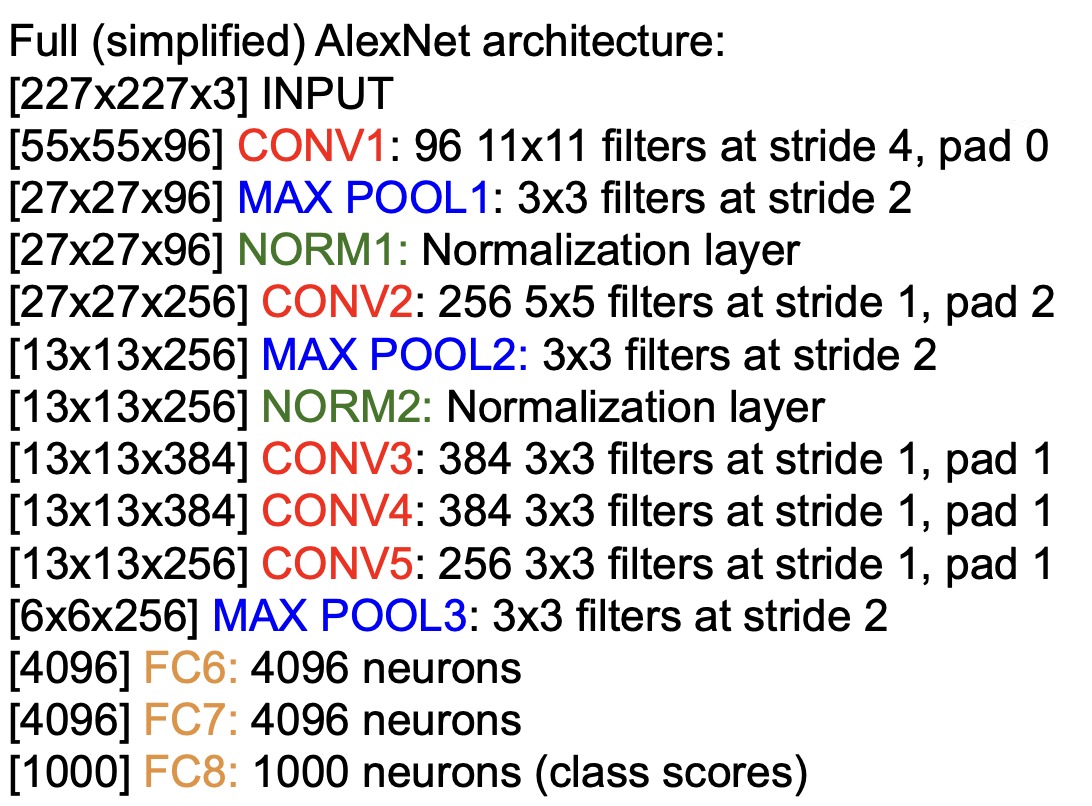 Full (simplified) AlexNet architecture:
[227x227x3] INPUT
[55x55x96] CONV1: 96 11x11 filters at stride 4, pad 0
[27x27x96] MAX POOL1: 3x3 filters at stride 2
[27x27x96] NORM1: Normalization layer
[27x27x256] CONV2: 256 5x5 filters at stride 1, pad 2
[13x13x256] MAX POOL2: 3x3 filters at stride 2
[13x13x256] NORM2: Normalization layer
[13x13x384] CONV3: 384 3x3 filters at stride 1, pad 1
[13x13x384] CONV4: 384 3x3 filters at stride 1, pad 1
[13x13x256] CONV5: 256 3x3 filters at stride 1, pad 1
[6x6x256] MAX POOL3: 3x3 filters at stride 2
[4096] FC6: 4096 neurons
[4096] FC7: 4096 neurons
[1000] FC8: 1000 neurons (class scores)